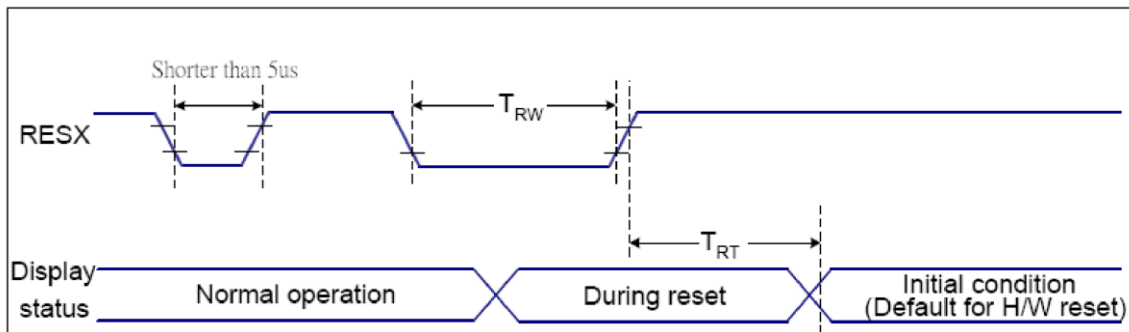 Shorter than 5us
RESX
TRW
TRT
Display
status
Normal operation
During reset
Initial condition
(Default for H/W reset)